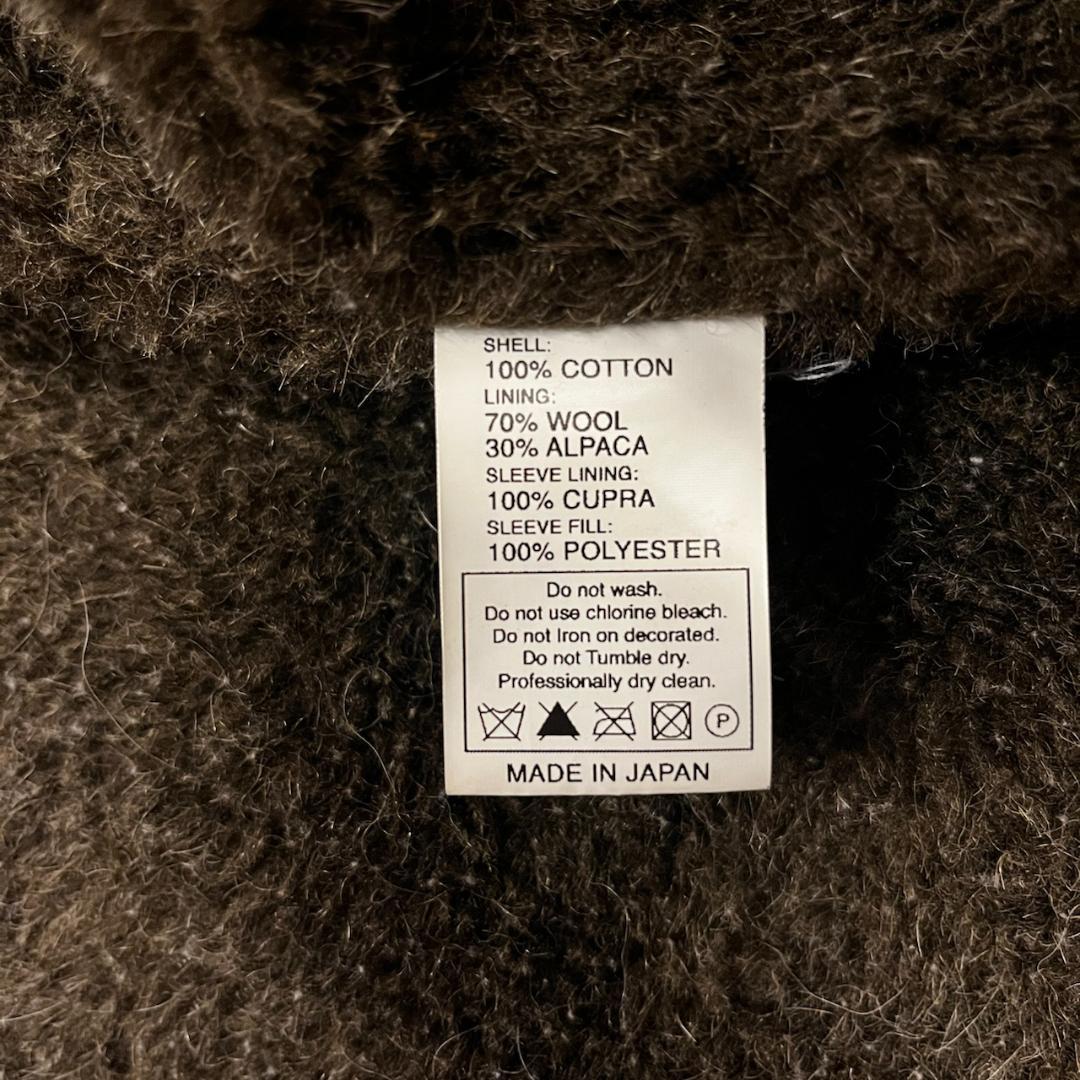 SHELL:
100% COTTON
LINING:
70% WOOL
30% ALPACA
SLEEVE LINING:
100% CUPRA
SLEEVE FILL:
100% POLYESTER
Do not wash.
Do not use chlorine bleach.
Do not Iron on decorated.
Do not Tumble dry.
Professionally dry clean.
P
MADE IN JAPAN